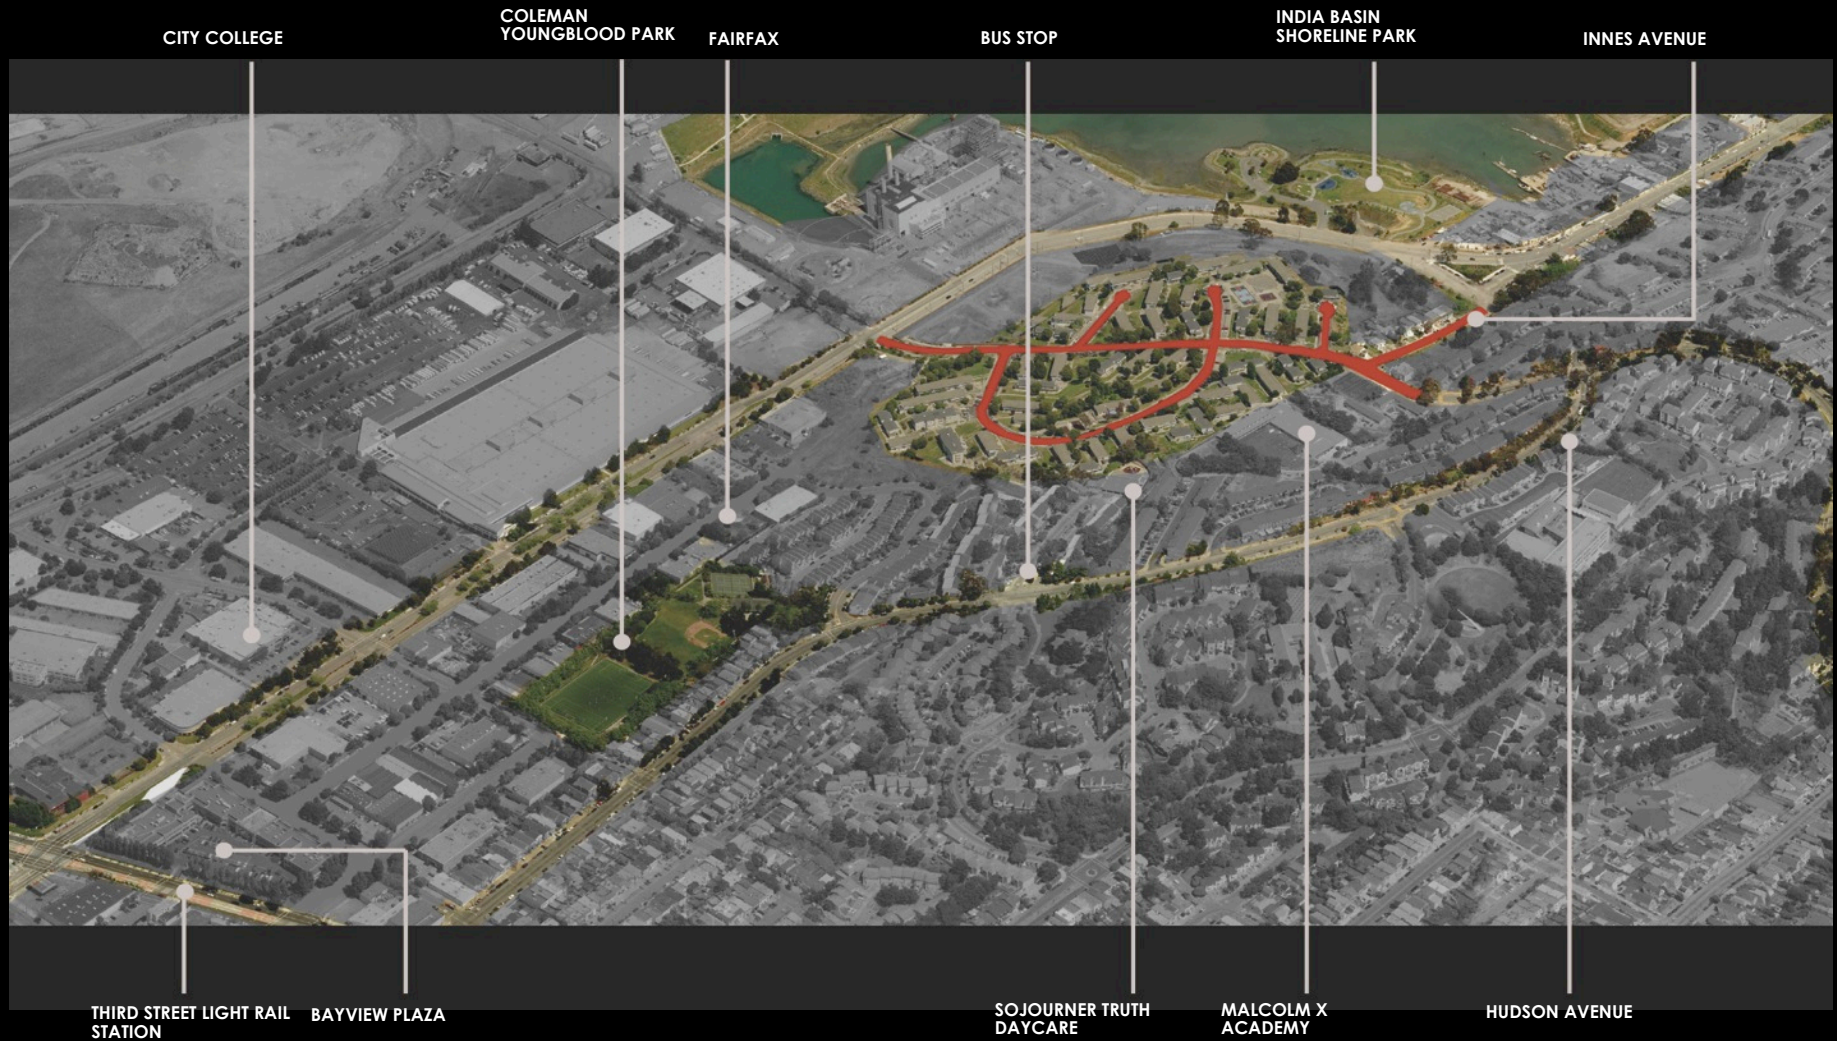 CITY COLLEGE
COLEMAN
YOUNGBLOOD PARK
FAIRFAX
BUS STOP
INDIA BASIN
SHORELINE PARK
INNES AVENUE
THIRD STREET LIGHT RAIL
STATION
BAYVIEW PLAZA
SOJOURNER TRUTH
DAYCARE
MALCOLM X
ACADEMY
HUDSON AVENUE